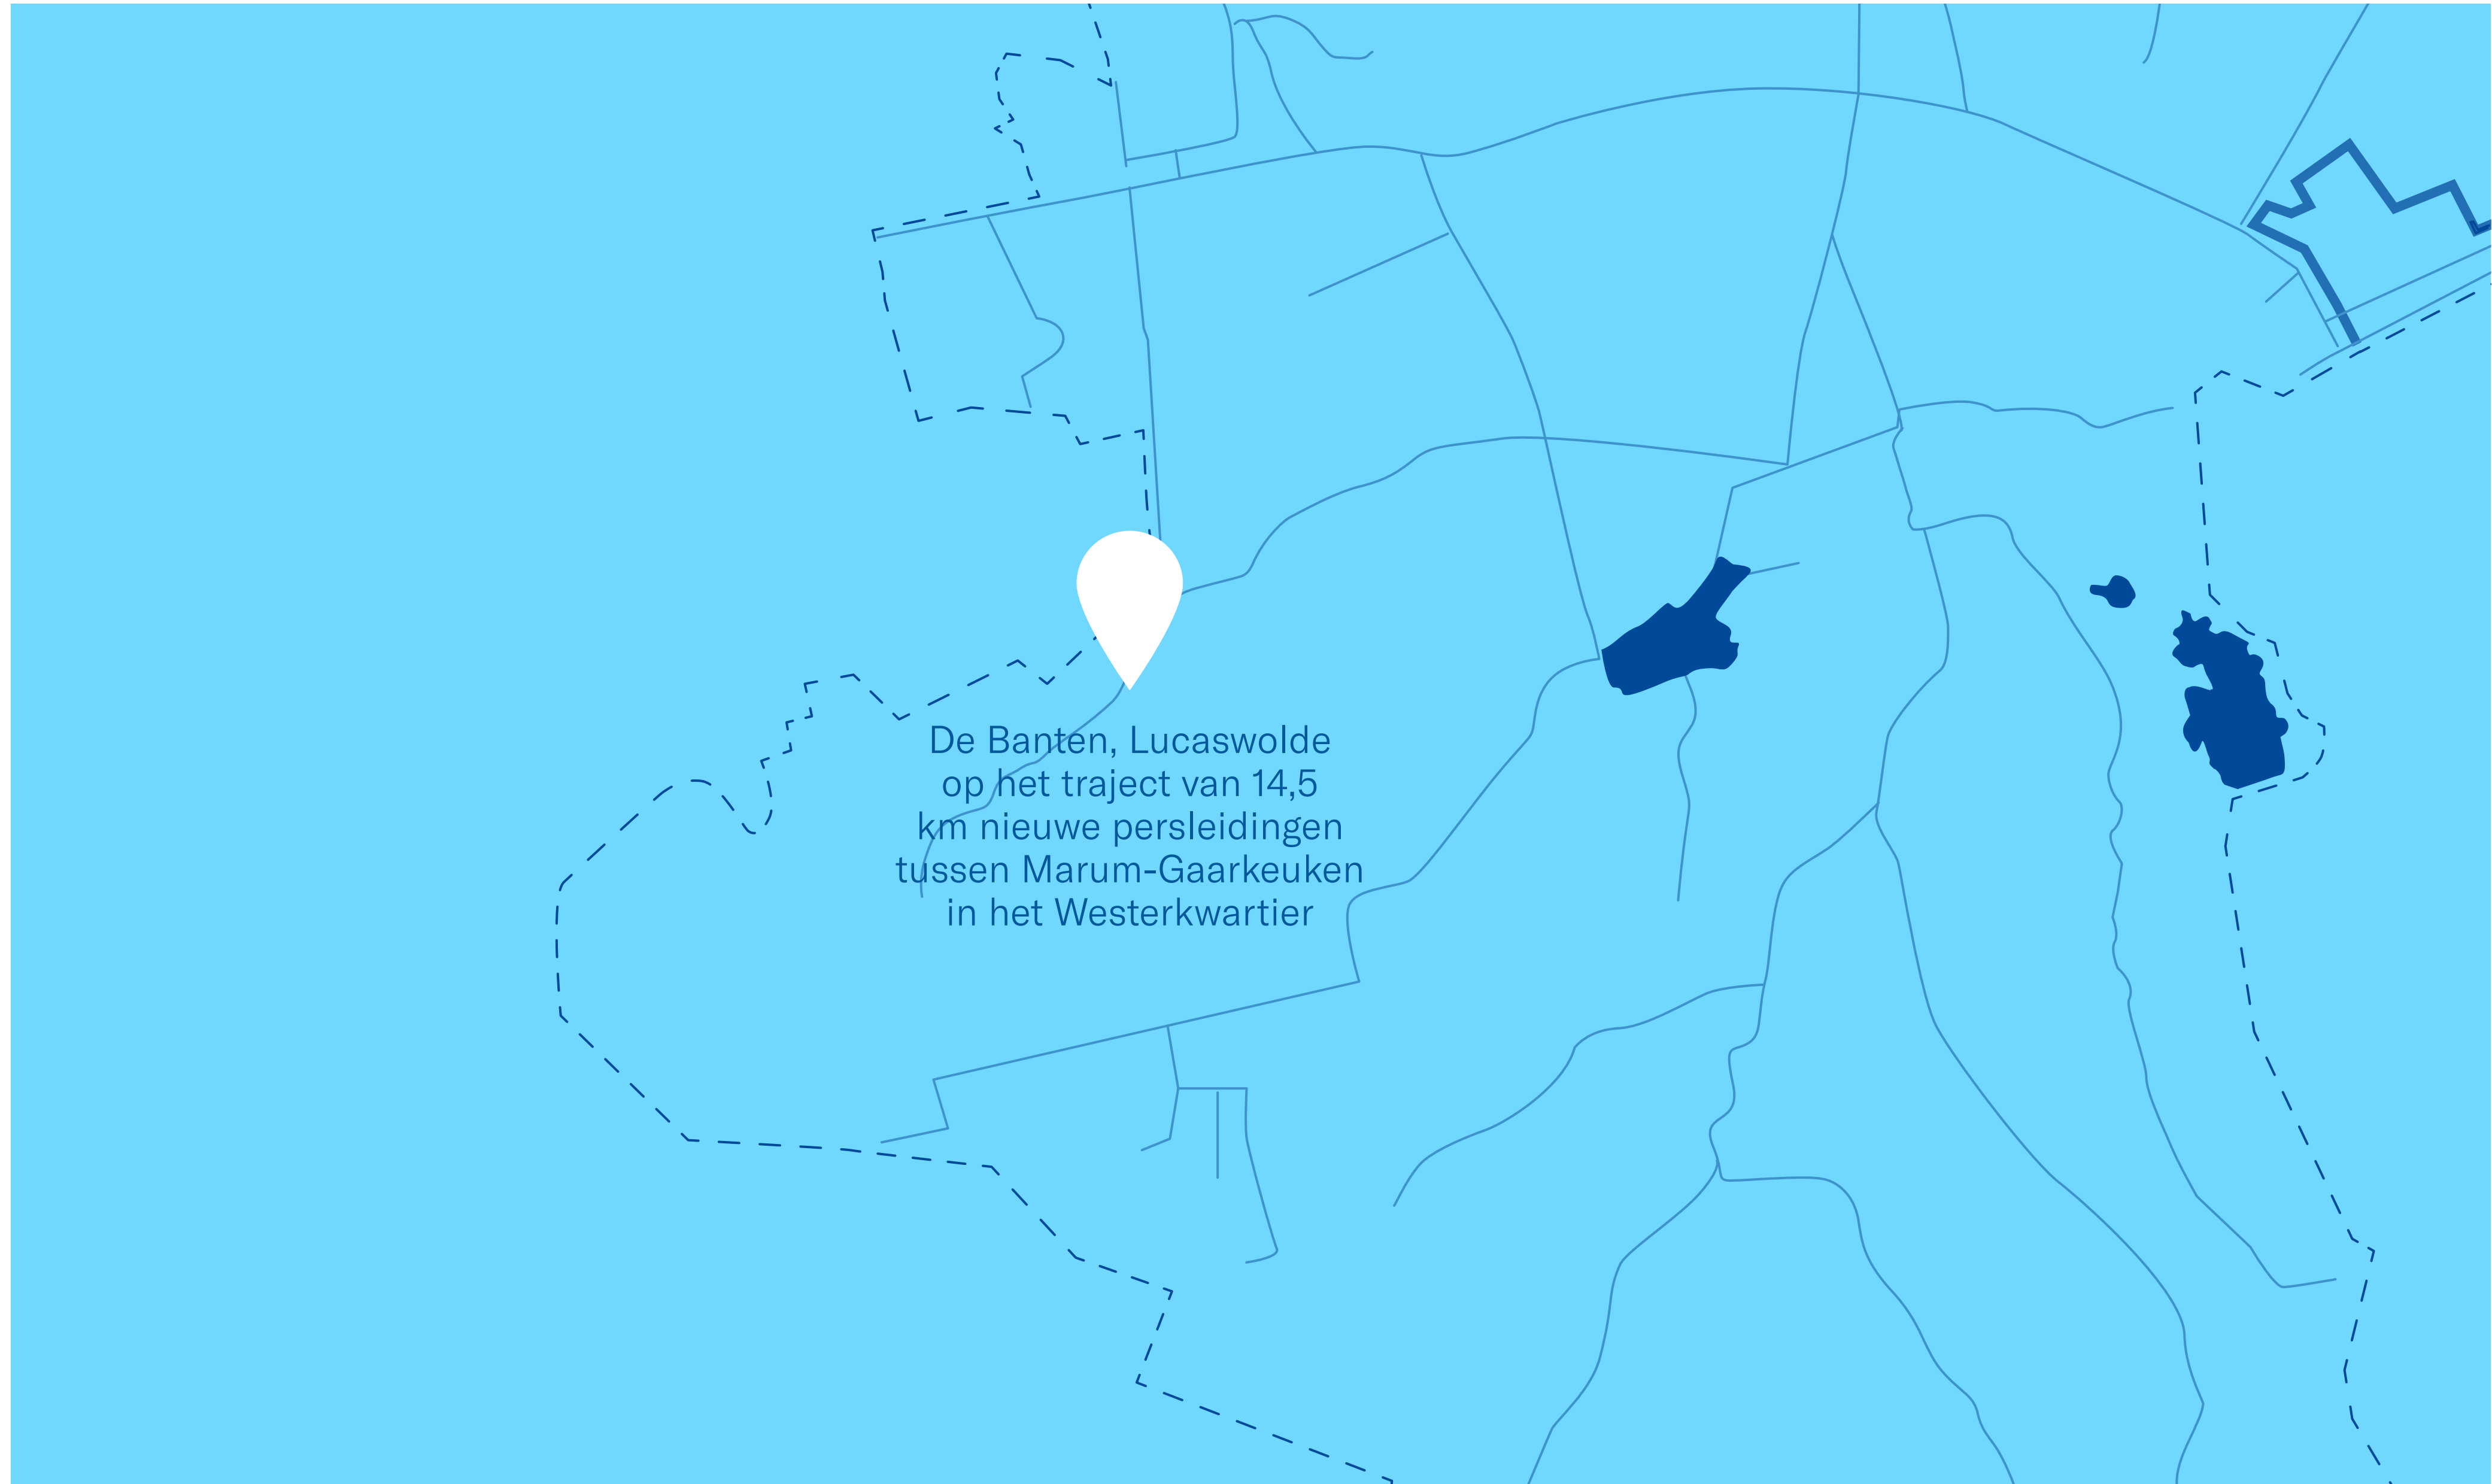 De Banten, Lucaswolde
op het traject van 14,5
km nieuwe persleidingen
tussen Marum-Gaarkeuken
in het Westerkwartier